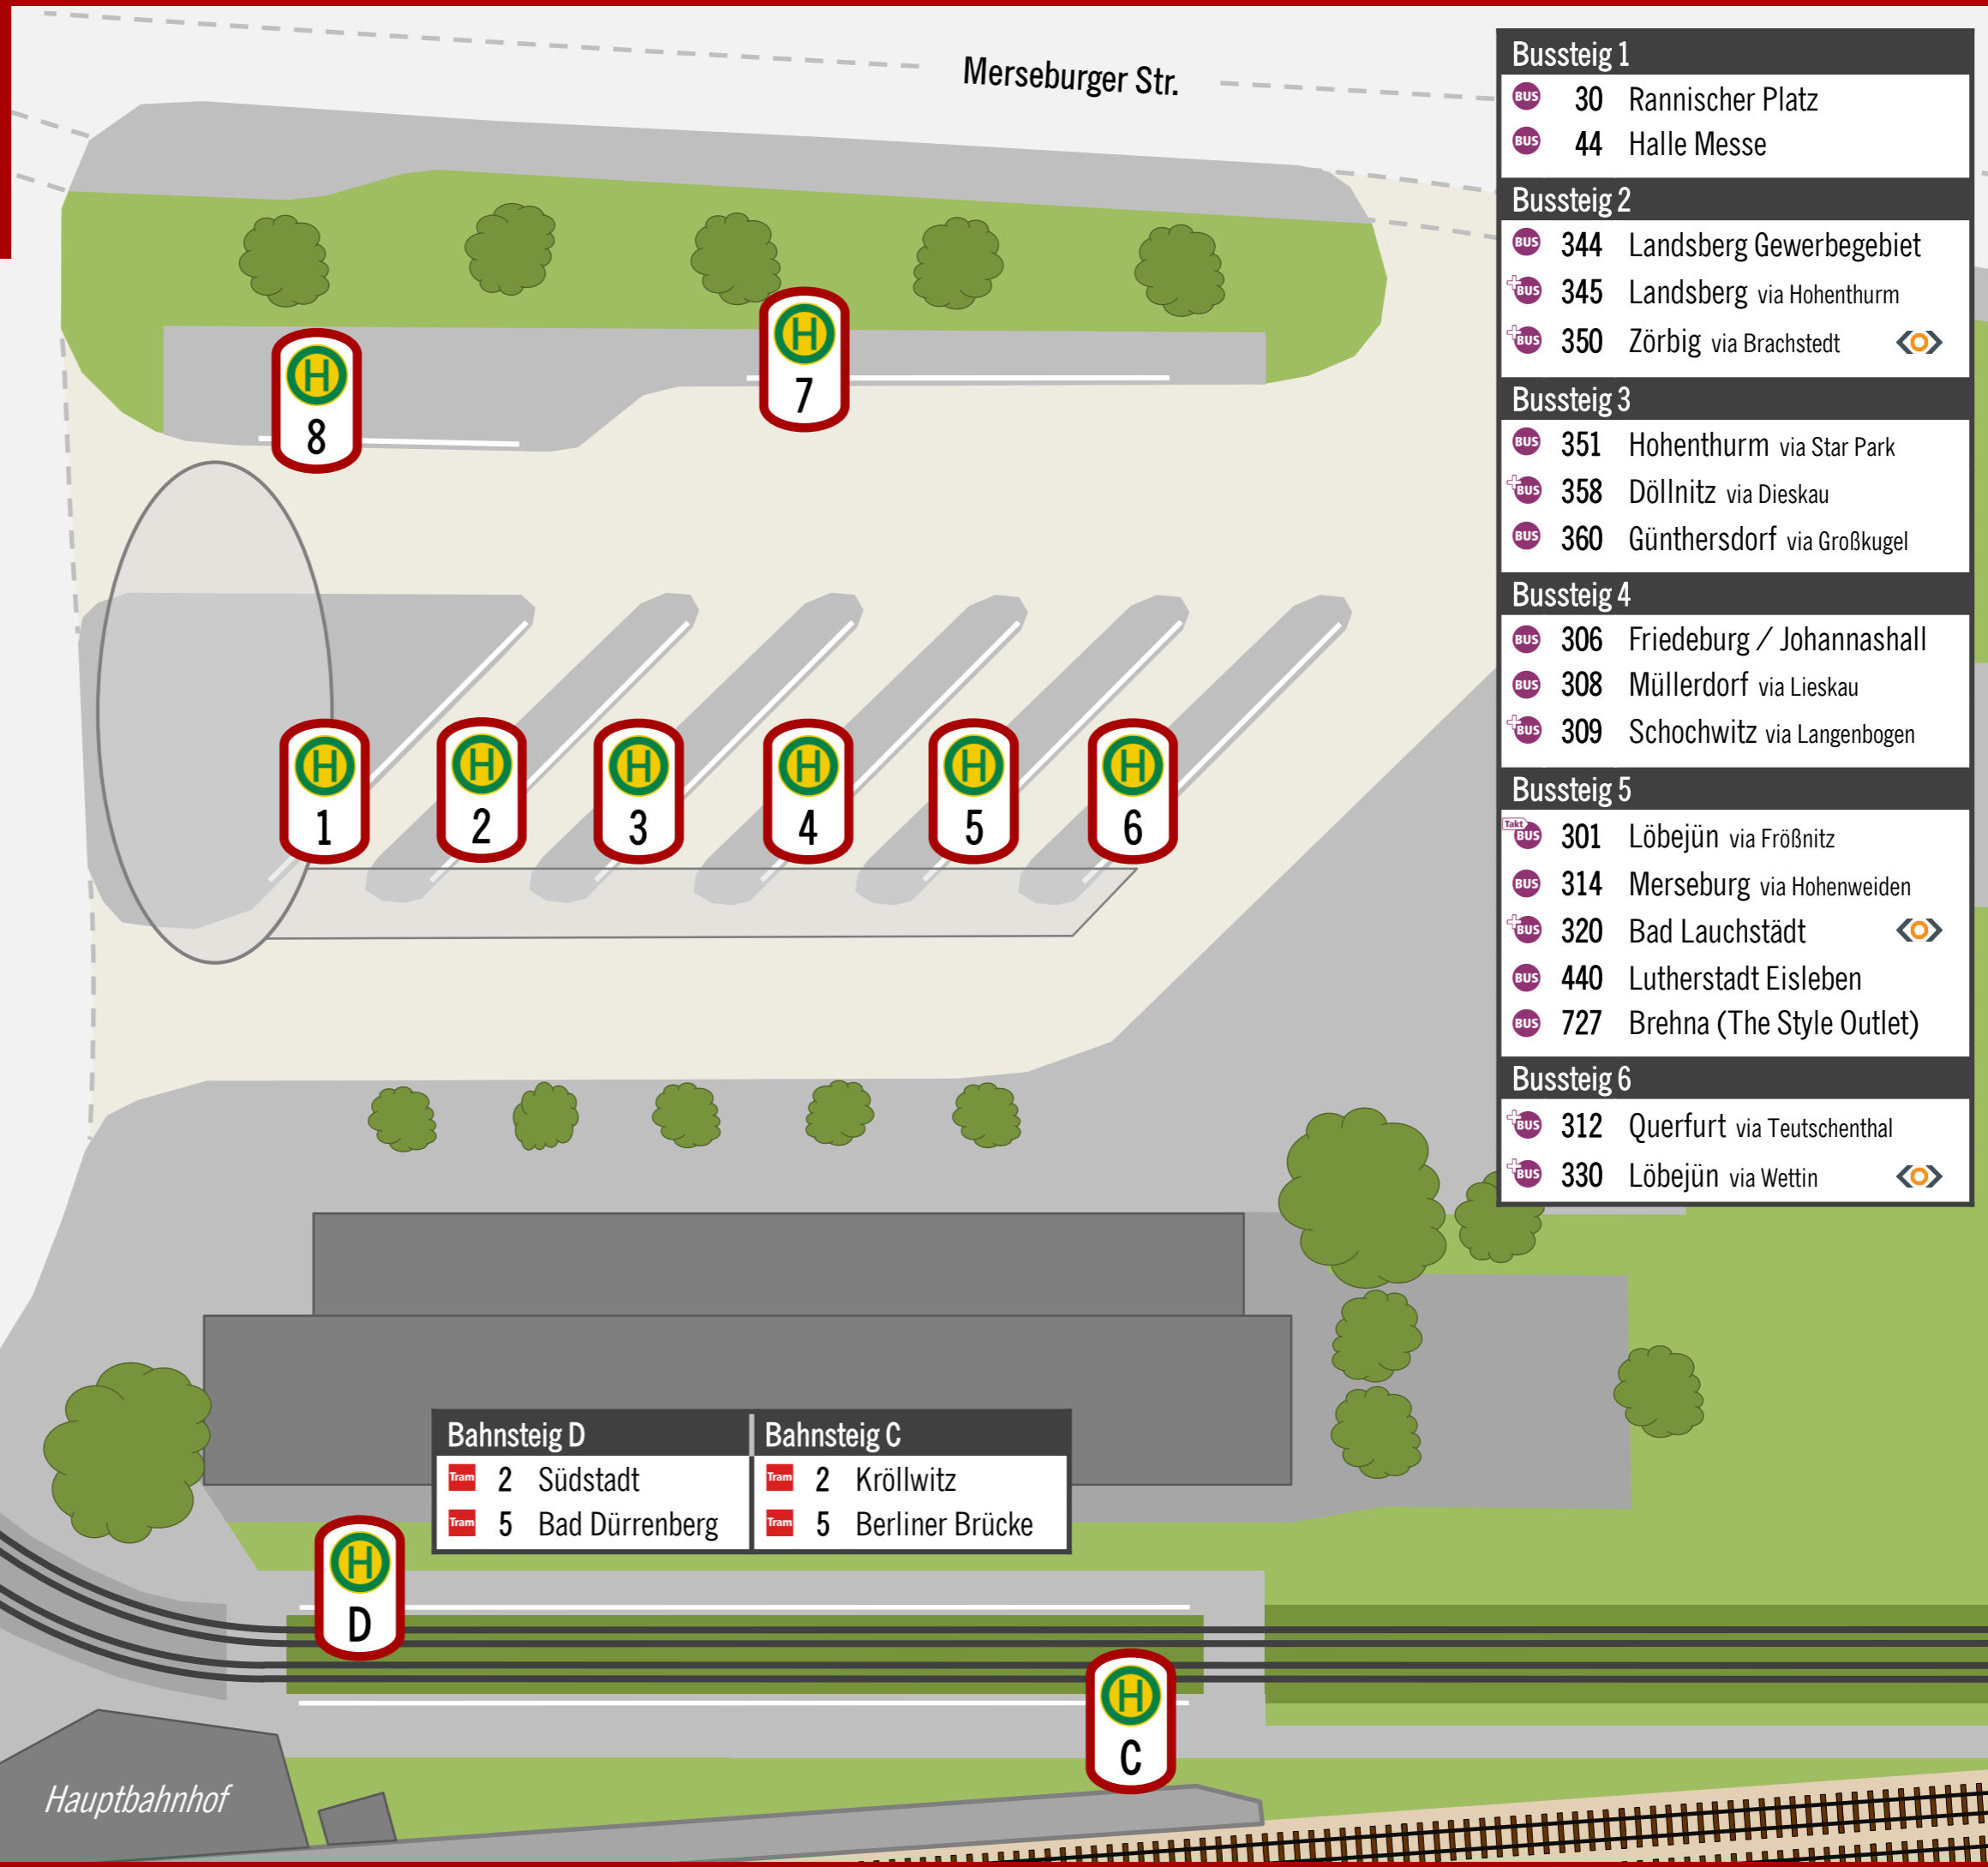 Merseburger Str.
Bussteig 1
BUS 30 Rannischer Platz
BUS 44 Halle Messe
Bussteig 2
BUS 344 Landsberg Gewerbegebiet
+BUS 345 Landsberg via Hohenthurm
+BUS 350 Zörbig via Brachstedt
Bussteig 3
BUS 351 Hohenthurm via Star Park
+BUS 358 Döllnitz via Dieskau
BUS 360 Günthersdorf via Großkugel
Bussteig 4
BUS 306 Friedeburg / Johannashall
BUS 308 Müllerdorf via Lieskau
+BUS 309 Schochwitz via Langenbogen
Bussteig 5
Takt BUS 301 Löbejün via Frößnitz
BUS 314 Merseburg via Hohenweiden
+BUS 320 Bad Lauchstädt
BUS 440 Lutherstadt Eisleben
BUS 727 Brehna (The Style Outlet)
Bussteig 6
+BUS 312 Querfurt via Teutschenthal
+BUS 330 Löbejün via Wettin
H
7
H
8
H
1
H
2
H
3
H
4
H
5
H
6
Bahnsteig D
Tram 2 Südstadt
Tram 5 Bad Dürrenberg
Bahnsteig C
Tram 2 Kröllwitz
Tram 5 Berliner Brücke
H
D
H
C
Hauptbahnhof